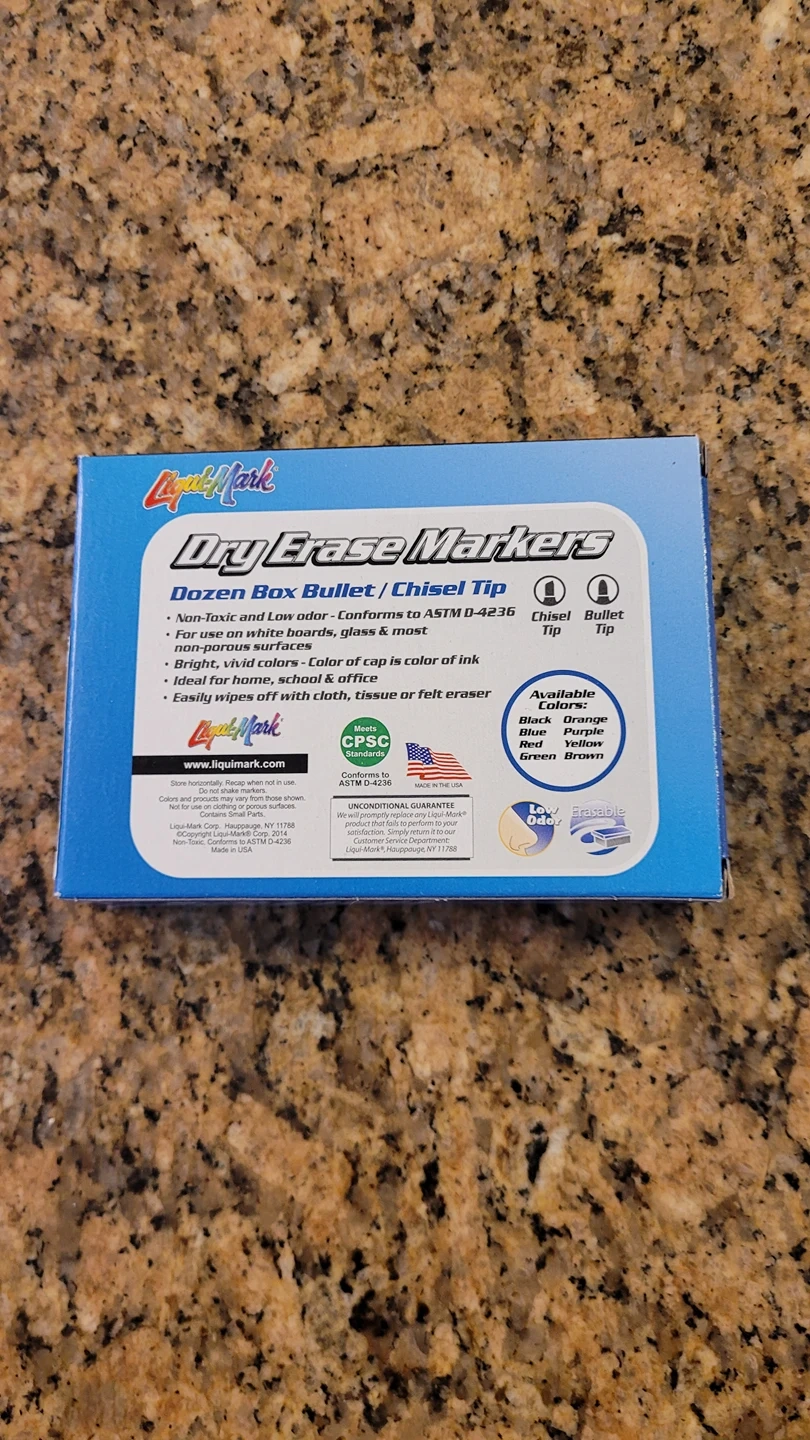 Liqui-Mark
Dry Erase Markers
Dozen Box Bullet / Chisel Tip
• Non-Toxic and Low odor - Conforms to ASTM D-4236
• For use on white boards, glass & most
non-porous surfaces
• Bright, vivid colors - Color of cap is color of ink
• Ideal for home, school & office
• Easily wipes off with cloth, tissue or felt eraser
Chisel
Tip
Bullet
Tip
Available
Colors:
Black Orange
Blue Purple
Red Yellow
Green Brown
Liqui-Mark
www.liquimark.com
Store horizontally. Recap when not in use.
Do not shake markers.
Colors and procucts may vary from those shown.
Not for use on clothing or porous surfaces.
Contains Small Parts.
Liqui-Mark Corp. Hauppauge, NY 11788
©Copyright Liqui-Mark® Corp. 2014
Non-Toxic, Conforms to ASTM D-4236
Made in USA
Meets
CPSC
Standards
Conforms to
ASTM D-4236
MADE IN THE USA
UNCONDITIONAL GUARANTEE
We will promptly replace any Liqui-Mark®
product that fails to perform to your
satisfaction. Simply return it to our
Customer Service Department:
Liqui-Mark®, Hauppauge, NY 11788
Low
Odor
Erasable